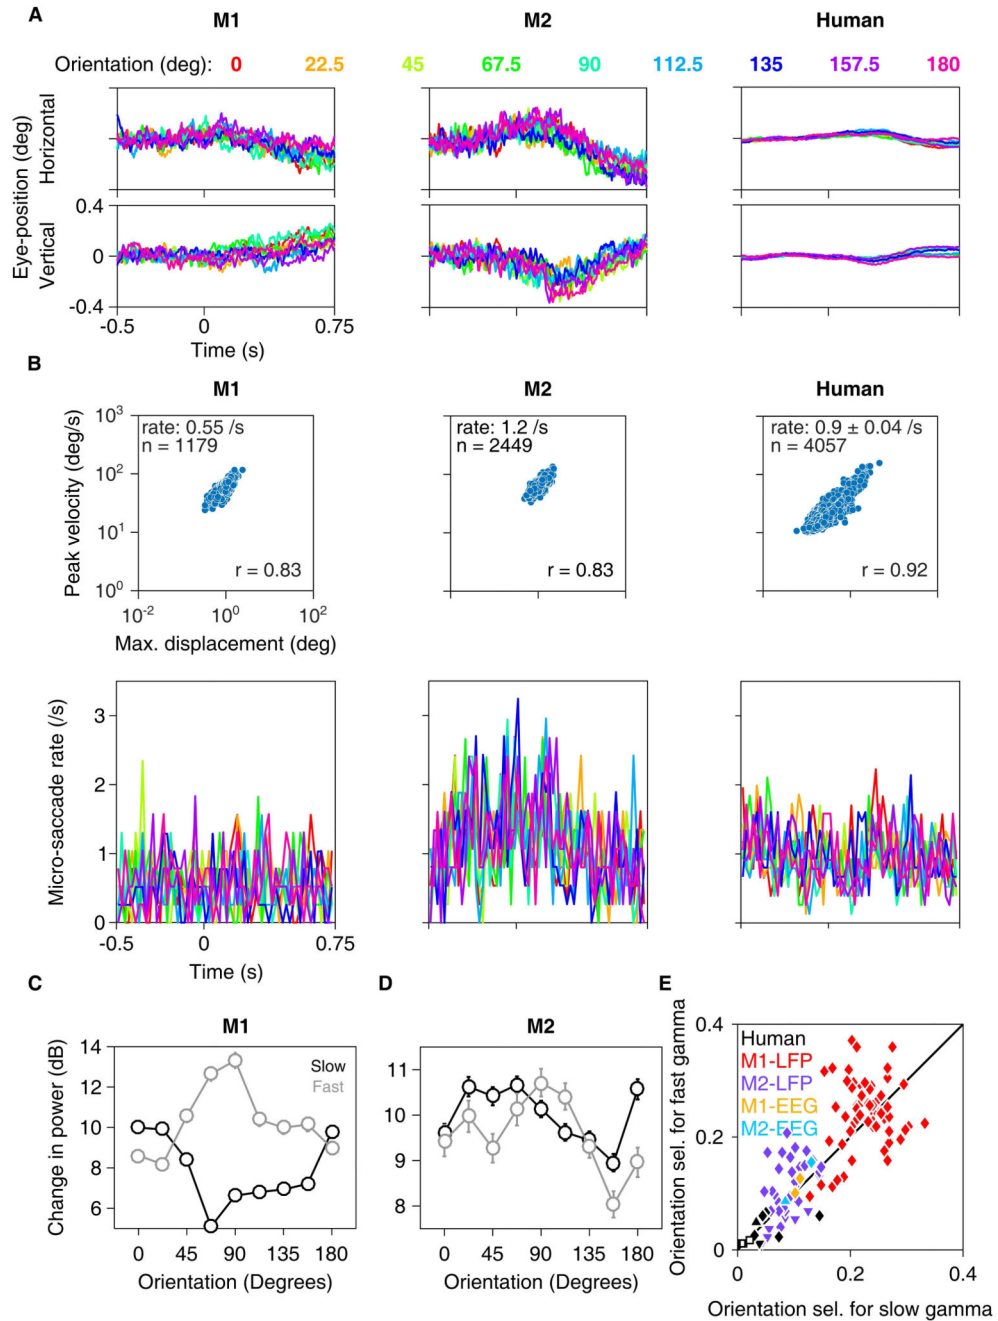 A
M1
M2
Human
Orientation (deg): 0 22.5 45 67.5 90 112.5 135 157.5 180
Eye-position (deg)
Horizontal
Vertical
0.4
0
-0.4
-0.5 0 0.75
Time (s)
B
M1
M2
Human
Peak velocity (deg/s)
10³
10²
10¹
10⁰
rate: 0.55 /s
n = 1179
r = 0.83
rate: 1.2 /s
n = 2449
r = 0.83
rate: 0.9 ± 0.04 /s
n = 4057
r = 0.92
10⁻² 10⁰ 10²
Max. displacement (deg)
Micro-saccade rate (/s)
3
2
1
0
-0.5 0 0.75
Time (s)
C
M1
Change in power (dB)
14
12
10
8
6
Slow
Fast
0 45 90 135 180
Orientation (Degrees)
D
M2
11
10
9
8
0 45 90 135 180
Orientation (Degrees)
E
Orientation sel. for fast gamma
0.4
0.2
0
Human
M1-LFP
M2-LFP
M1-EEG
M2-EEG
0 0.2 0.4
Orientation sel. for slow gamma